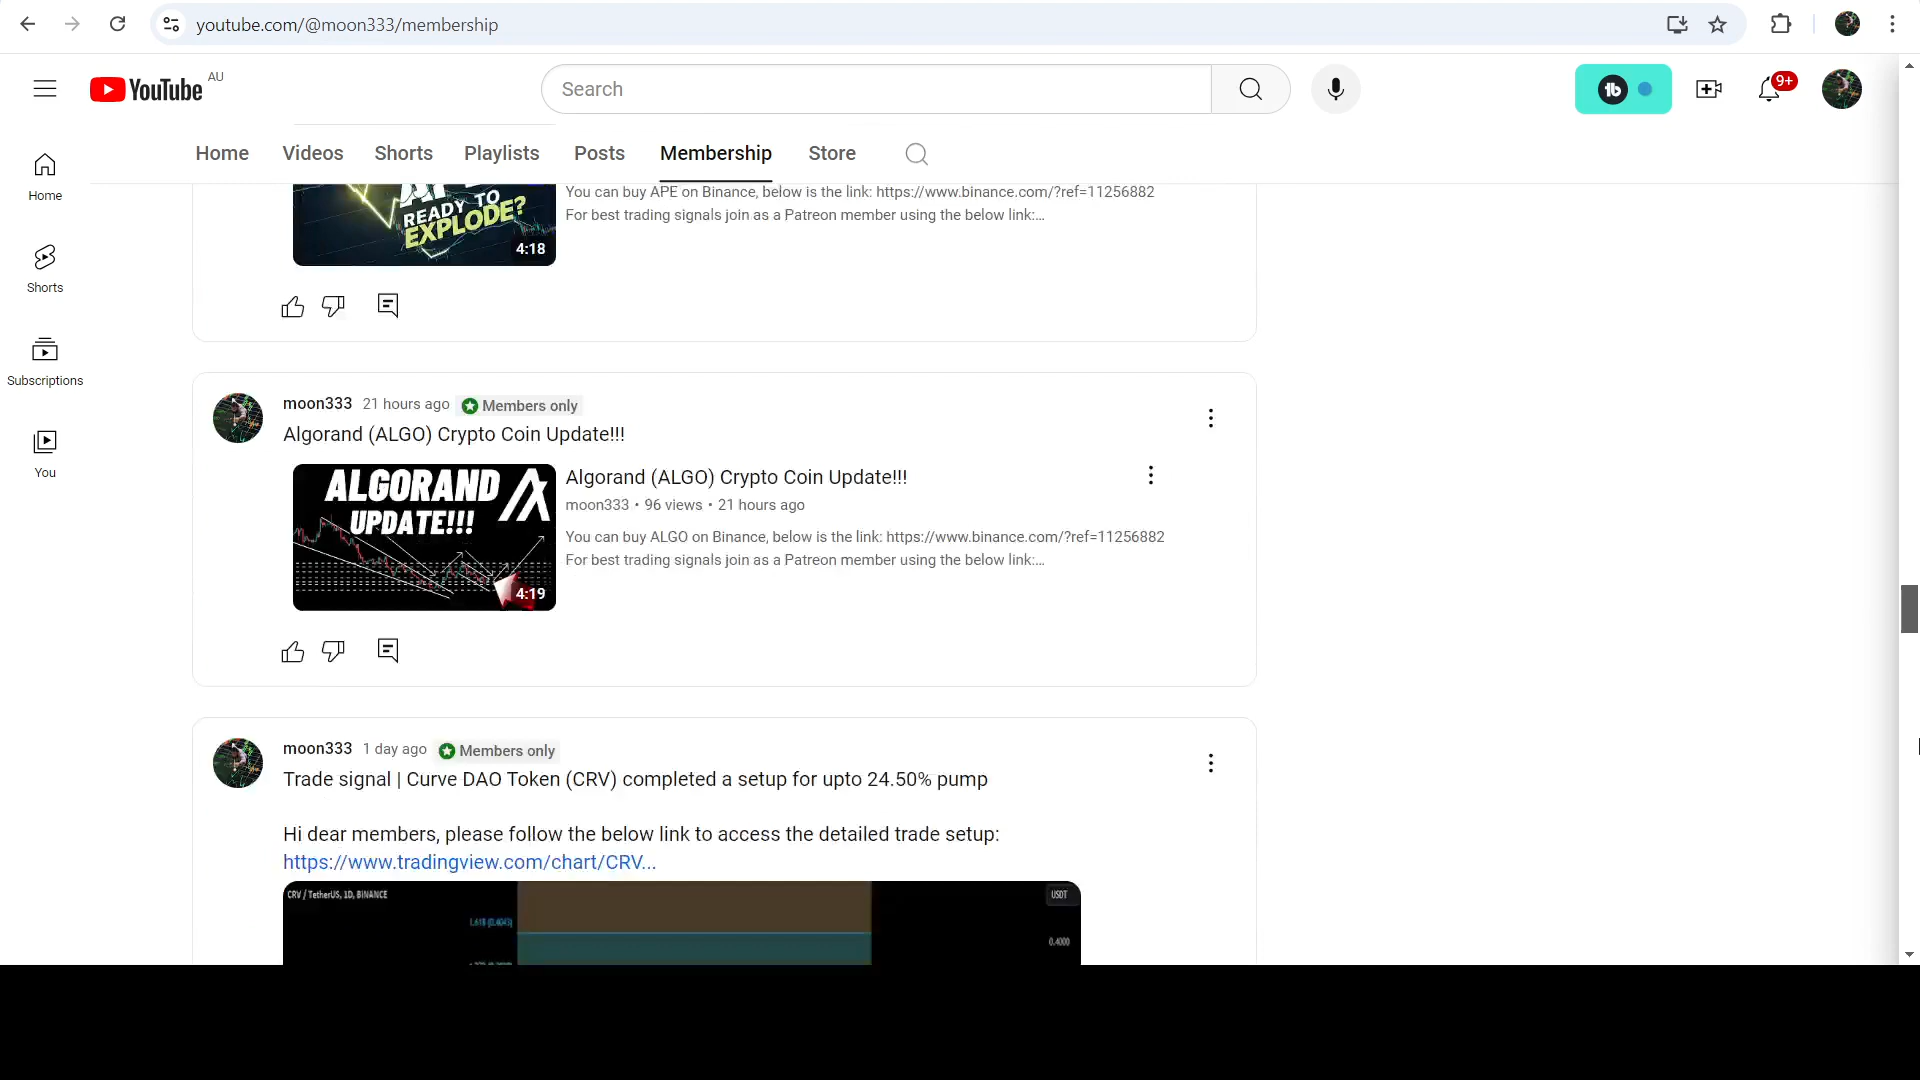 youtube.com/@moon333/membership
YouTube AU
Search
9+
Home
Videos
Shorts
Playlists
Posts
Membership
Store
Home
Shorts
Subscriptions
You
READY TO
EXPLODE?
4:18
You can buy APE on Binance, below is the link: https://www.binance.com/?ref=11256882
For best trading signals join as a Patreon member using the below link:...
moon333 21 hours ago Members only
Algorand (ALGO) Crypto Coin Update!!!
ALGORAND
UPDATE!!!
4:19
Algorand (ALGO) Crypto Coin Update!!!
moon333 • 96 views • 21 hours ago
You can buy ALGO on Binance, below is the link: https://www.binance.com/?ref=11256882
For best trading signals join as a Patreon member using the below link:...
moon333 1 day ago Members only
Trade signal | Curve DAO Token (CRV) completed a setup for upto 24.50% pump
Hi dear members, please follow the below link to access the detailed trade setup:
https://www.tradingview.com/chart/CRV...
CRV / TetherUS, 1D, BINANCE
USDT
0.4000